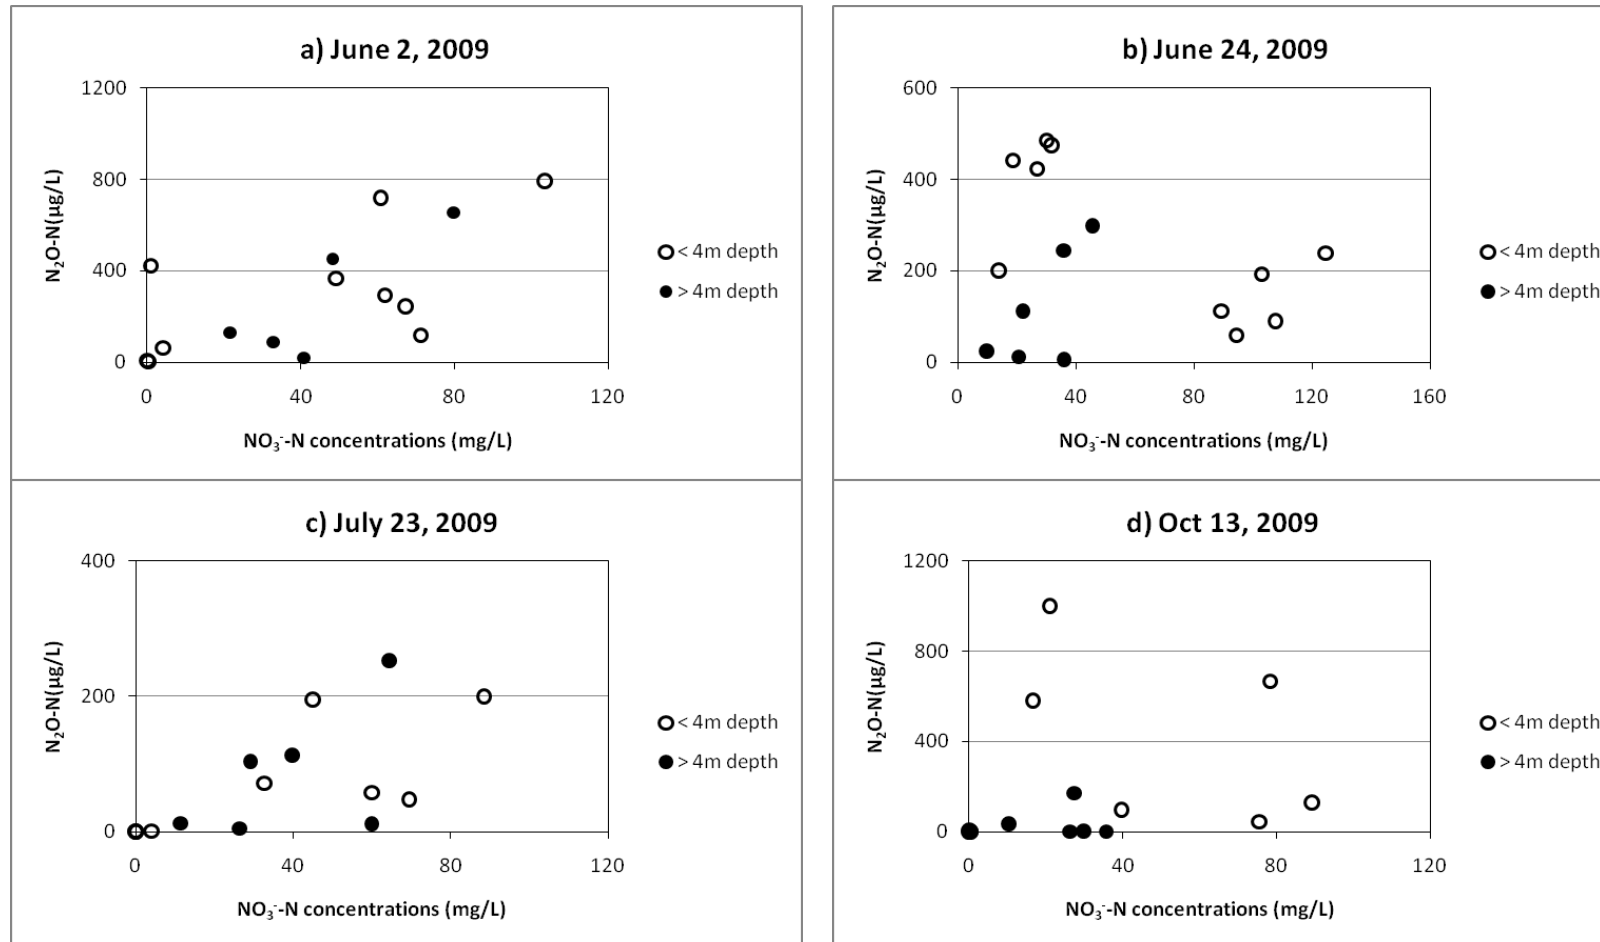 a) June 2, 2009
1200
800
400
0
0 40 80 120
N₂O-N(µg/L)
NO₃⁻-N concentrations (mg/L)
< 4m depth
> 4m depth
b) June 24, 2009
600
400
200
0
0 40 80 120 160
N₂O-N(µg/L)
NO₃⁻-N concentrations (mg/L)
< 4m depth
> 4m depth
c) July 23, 2009
400
200
0
0 40 80 120
N₂O-N(µg/L)
NO₃⁻-N concentrations (mg/L)
< 4m depth
> 4m depth
d) Oct 13, 2009
1200
800
400
0
0 40 80 120
N₂O-N(µg/L)
NO₃⁻-N concentrations (mg/L)
< 4m depth
> 4m depth